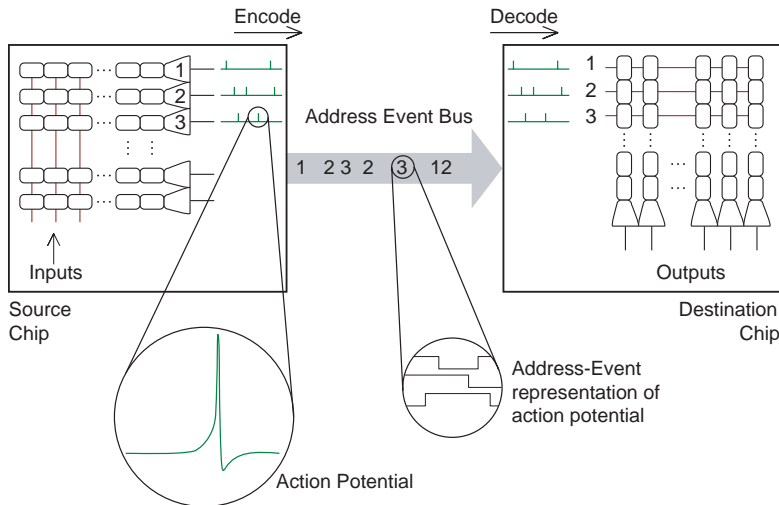 Encode
Decode
1
2
3
Address Event Bus
1 2 3 2 3 12
1
2
3
Inputs
Outputs
Source
Chip
Destination
Chip
Address-Event
representation of
action potential
Action Potential